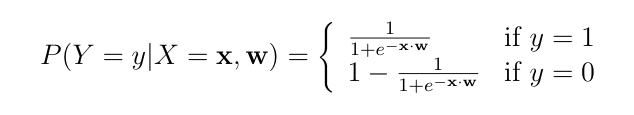 P(Y = y|X = x, w) = { 1/(1+e^{−x·w}) if y = 1
1 − 1/(1+e^{−x·w}) if y = 0